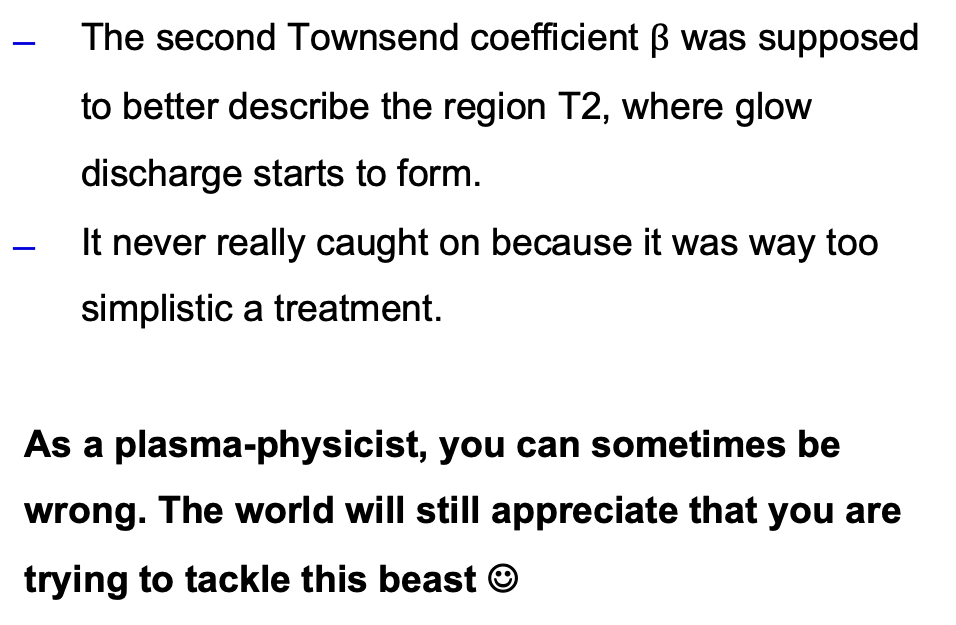 – The second Townsend coefficient β was supposed
to better describe the region T2, where glow
discharge starts to form.
– It never really caught on because it was way too
simplistic a treatment.
As a plasma-physicist, you can sometimes be
wrong. The world will still appreciate that you are
trying to tackle this beast ☺